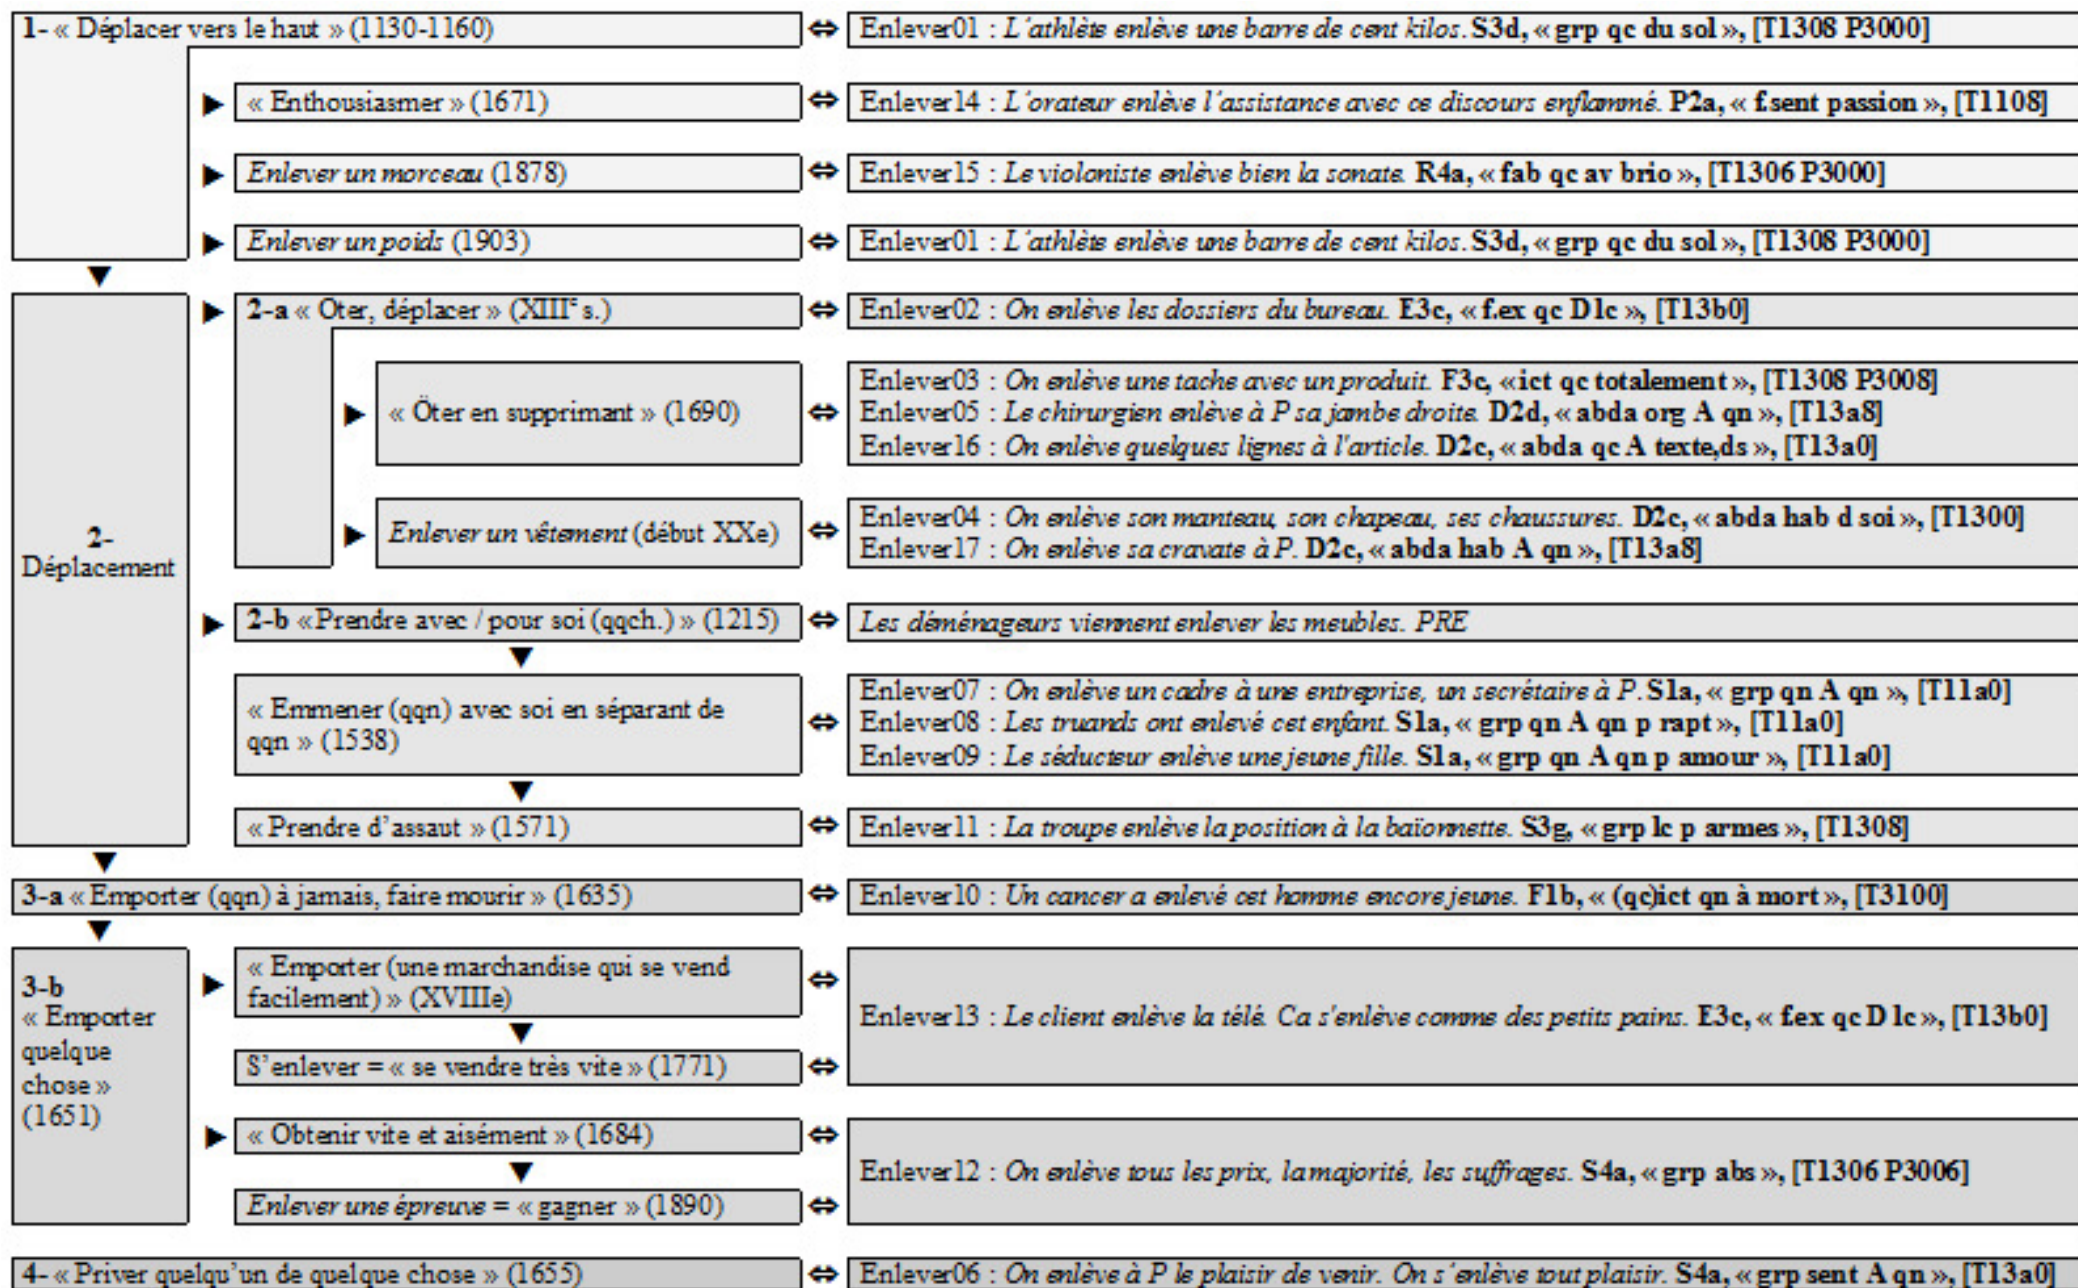 1- « Déplacer vers le haut » (1130-1160) ⇔ Enlever01 : L'athlète enlève une barre de cent kilos. S3d, « grp qc du sol », [T1308 P3000]
► « Enthousiasmer » (1671) ⇔ Enlever14 : L'orateur enlève l'assistance avec ce discours enflammé. P2a, « f.sent passion », [T1108]
► Enlever un morceau (1878) ⇔ Enlever15 : Le violoniste enlève bien la sonate. R4a, « fab qc av brio », [T1306 P3000]
► Enlever un poids (1903) ⇔ Enlever01 : L'athlète enlève une barre de cent kilos. S3d, « grp qc du sol », [T1308 P3000]
▼
2-
Déplacement
► 2-a « Oter, déplacer » (XIIIe s.) ⇔ Enlever02 : On enlève les dossiers du bureau. E3c, « f.ex qc D lc », [T13b0]
► « Öter en supprimant » (1690) ⇔
Enlever03 : On enlève une tache avec un produit. F3c, « ict qc totalement », [T1308 P3008]
Enlever05 : Le chirurgien enlève à P sa jambe droite. D2d, « abda org A qn », [T13a8]
Enlever16 : On enlève quelques lignes à l'article. D2c, « abda qc A texte,ds », [T13a0]
► Enlever un vêtement (début XXe) ⇔
Enlever04 : On enlève son manteau, son chapeau, ses chaussures. D2c, « abda hab d soi », [T1300]
Enlever17 : On enlève sa cravate à P. D2c, « abda hab A qn », [T13a8]
► 2-b « Prendre avec / pour soi (qqch.) » (1215) ⇔ Les déménageurs viennent enlever les meubles. PRE
▼
« Emmener (qqn) avec soi en séparant de
qqn » (1538) ⇔
Enlever07 : On enlève un cadre à une entreprise, un secrétaire à P. S1a, « grp qn A qn », [T11a0]
Enlever08 : Les truands ont enlevé cet enfant. S1a, « grp qn A qn p rapt », [T11a0]
Enlever09 : Le séducteur enlève une jeune fille. S1a, « grp qn A qn p amour », [T11a0]
▼
« Prendre d'assaut » (1571) ⇔ Enlever11 : La troupe enlève la position à la baïonnette. S3g, « grp lc p armes », [T1308]
▼
3-a « Emporter (qqn) à jamais, faire mourir » (1635) ⇔ Enlever10 : Un cancer a enlevé cet homme encore jeune. F1b, « (qc)ict qn à mort », [T3100]
▼
3-b
« Emporter
quelque
chose »
(1651)
► « Emporter (une marchandise qui se vend
facilement) » (XVIIIe) ⇔
▼
S'enlever = « se vendre très vite » (1771) ⇔
Enlever13 : Le client enlève la télé. Ca s'enlève comme des petits pains. E3c, « f.ex qc D lc », [T13b0]
► « Obtenir vite et aisément » (1684) ⇔
▼
Enlever une épreuve = « gagner » (1890) ⇔
Enlever12 : On enlève tous les prix, la majorité, les suffrages. S4a, « grp abs », [T1306 P3006]
4- « Priver quelqu'un de quelque chose » (1655) ⇔ Enlever06 : On enlève à P le plaisir de venir. On s'enlève tout plaisir. S4a, « grp sent A qn », [T13a0]